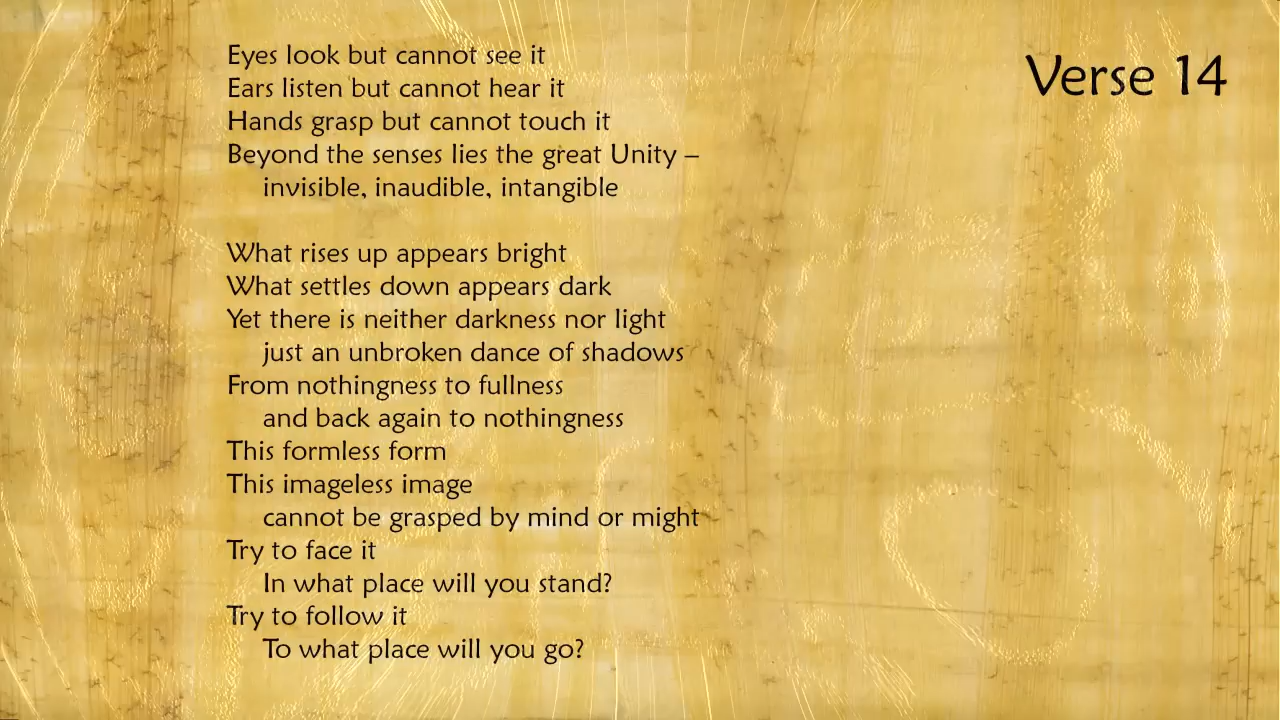 Verse 14
Eyes look but cannot see it
Ears listen but cannot hear it
Hands grasp but cannot touch it
Beyond the senses lies the great Unity –
invisible, inaudible, intangible
What rises up appears bright
What settles down appears dark
Yet there is neither darkness nor light
just an unbroken dance of shadows
From nothingness to fullness
and back again to nothingness
This formless form
This imageless image
cannot be grasped by mind or might
Try to face it
In what place will you stand?
Try to follow it
To what place will you go?